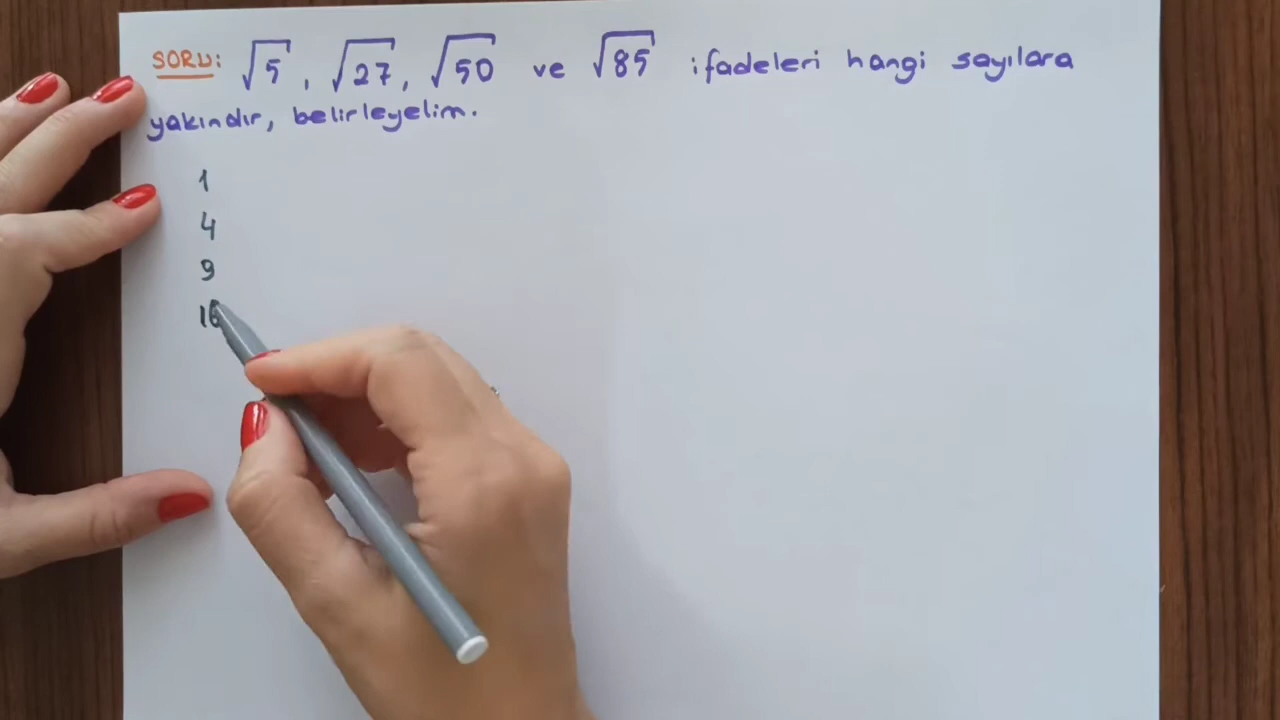 SORU: √5, √27, √50 ve √85 ifadeleri hangi sayılara
yakındır, belirleyelim.
1
4
9
16